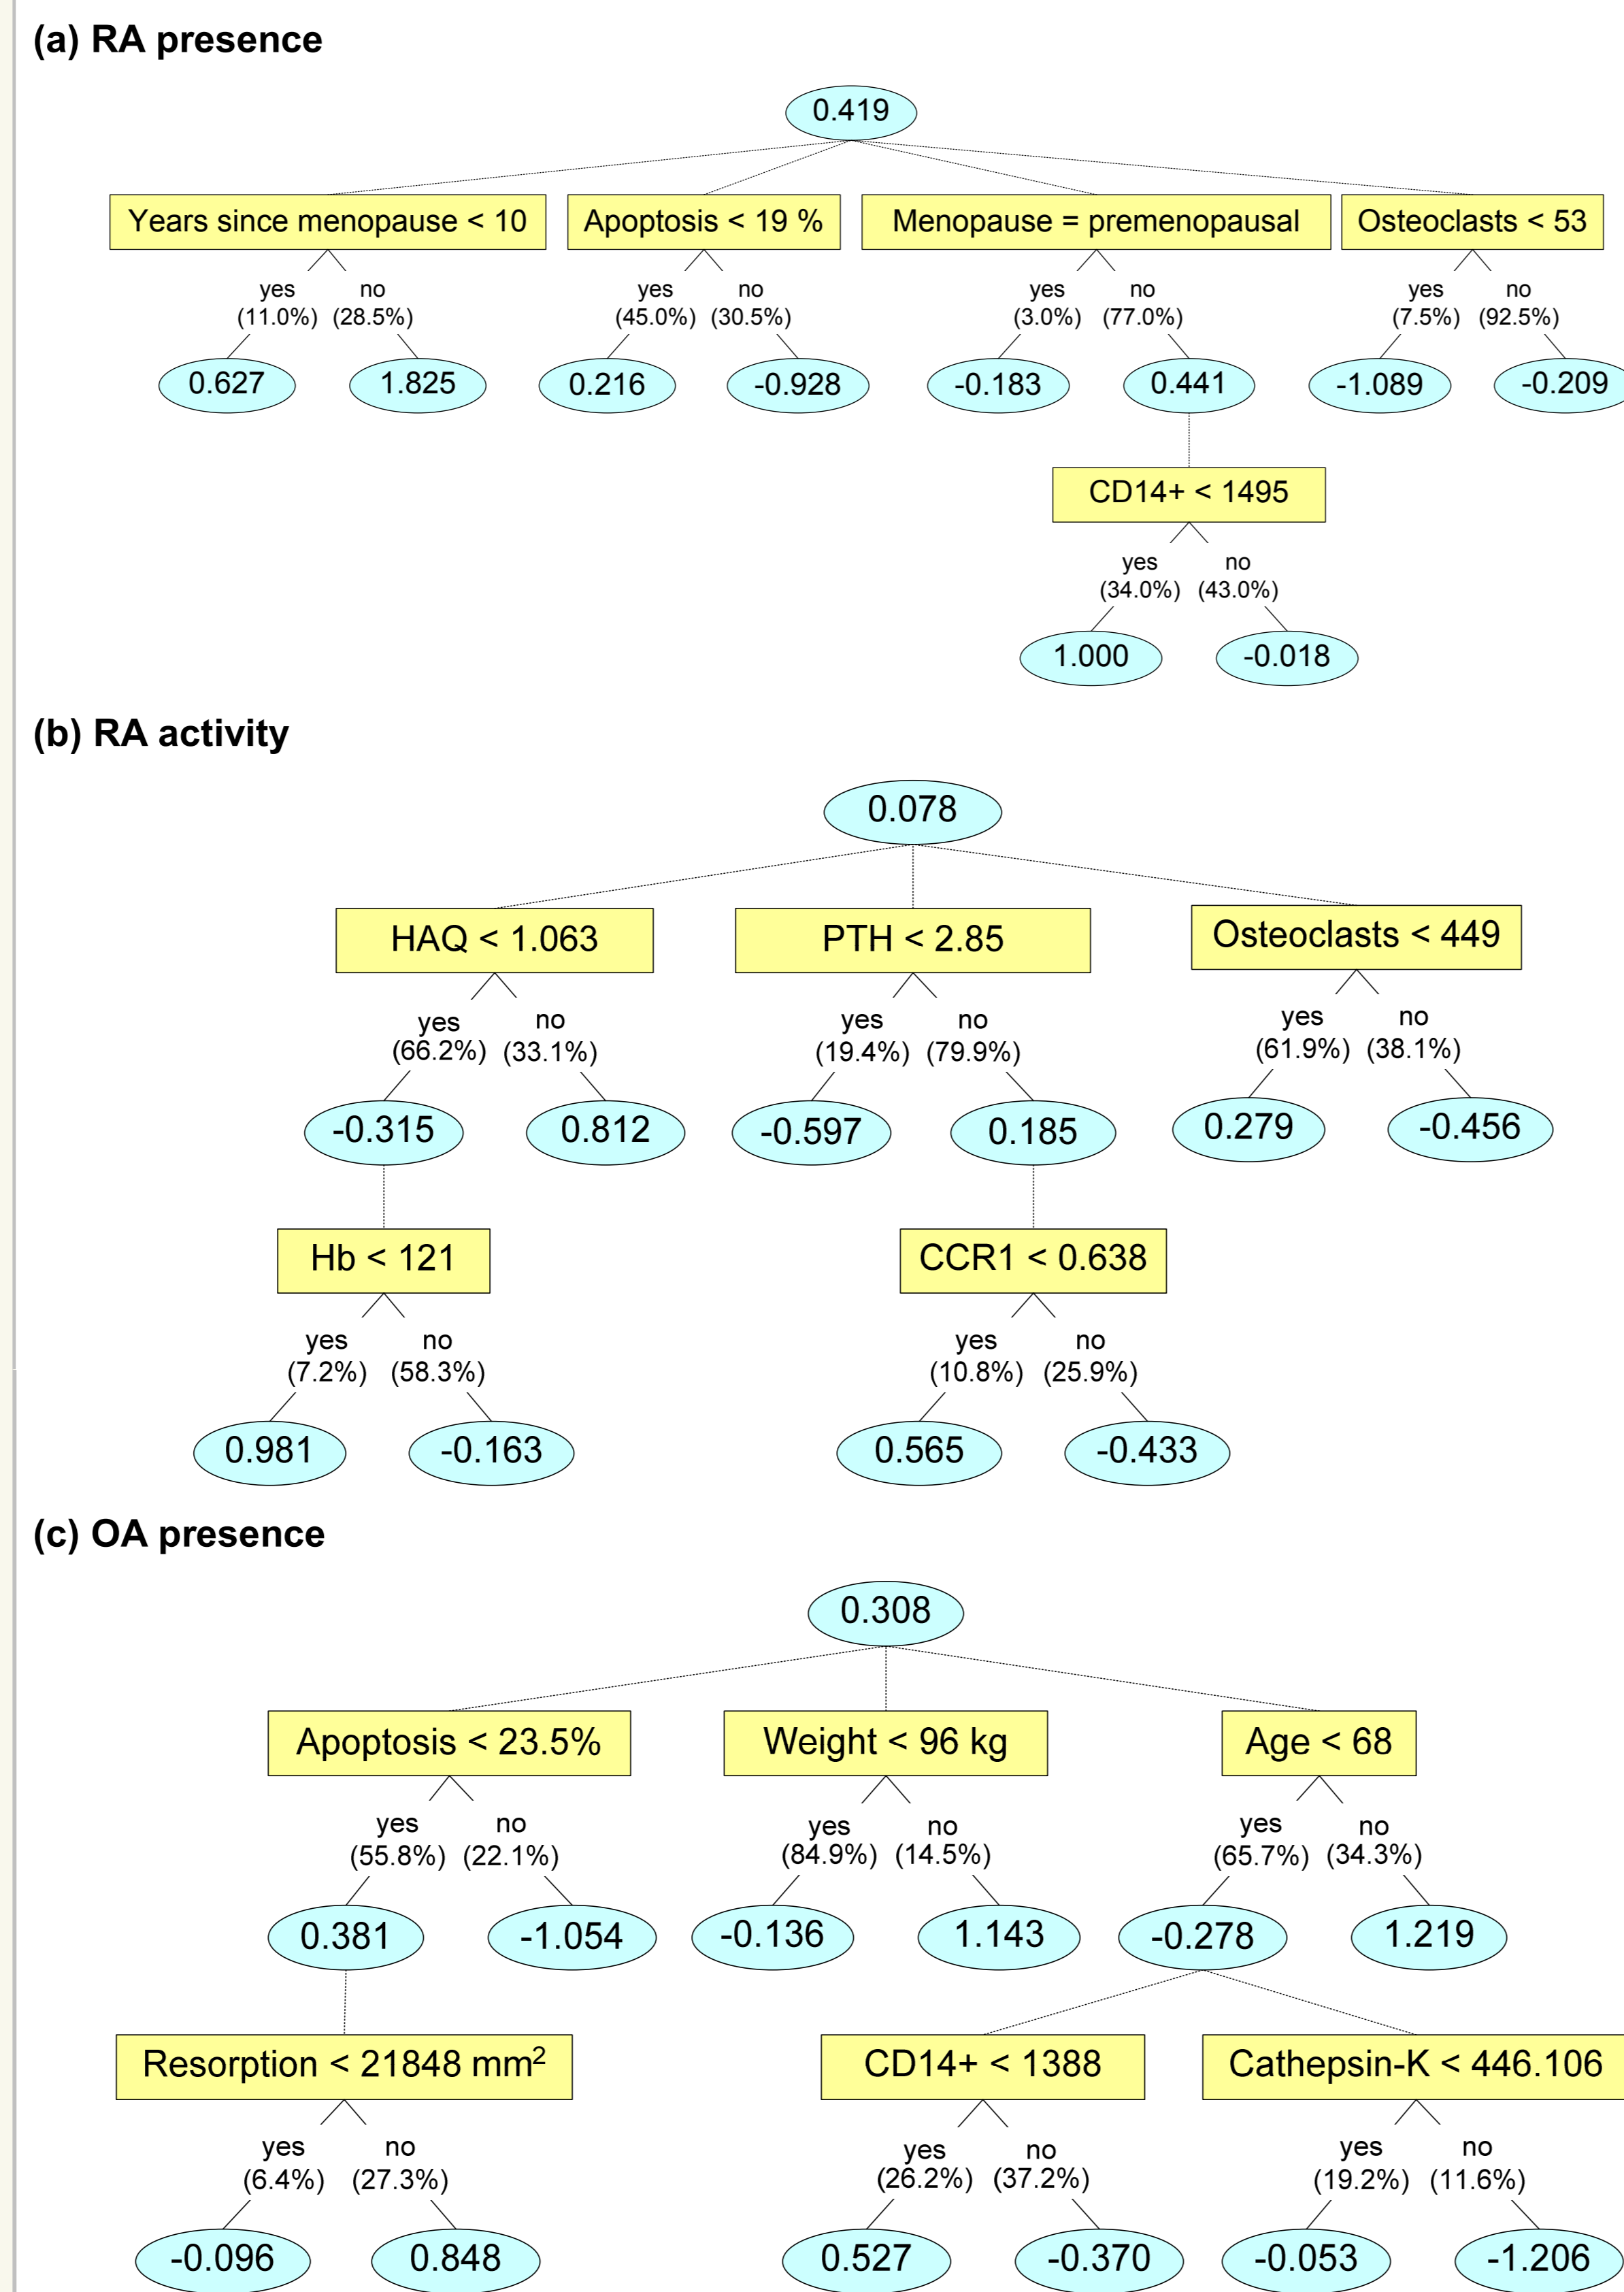 (a) RA presence
0.419
Years since menopause < 10
Apoptosis < 19 %
Menopause = premenopausal
Osteoclasts < 53
yes no yes no yes no yes no
(11.0%) (28.5%) (45.0%) (30.5%) (3.0%) (77.0%) (7.5%) (92.5%)
0.627 1.825 0.216 -0.928 -0.183 0.441 -1.089 -0.209
CD14+ < 1495
yes no
(34.0%) (43.0%)
1.000 -0.018
(b) RA activity
0.078
HAQ < 1.063
PTH < 2.85
Osteoclasts < 449
yes no yes no yes no
(66.2%) (33.1%) (19.4%) (79.9%) (61.9%) (38.1%)
-0.315 0.812 -0.597 0.185 0.279 -0.456
Hb < 121
CCR1 < 0.638
yes no yes no
(7.2%) (58.3%) (10.8%) (25.9%)
0.981 -0.163 0.565 -0.433
(c) OA presence
0.308
Apoptosis < 23.5%
Weight < 96 kg
Age < 68
yes no yes no yes no
(55.8%) (22.1%) (84.9%) (14.5%) (65.7%) (34.3%)
0.381 -1.054 -0.136 1.143 -0.278 1.219
Resorption < 21848 mm²
CD14+ < 1388
Cathepsin-K < 446.106
yes no yes no yes no
(6.4%) (27.3%) (26.2%) (37.2%) (19.2%) (11.6%)
-0.096 0.848 0.527 -0.370 -0.053 -1.206